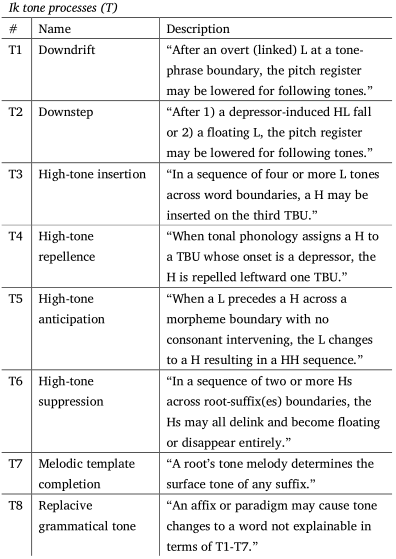 Ik tone processes (T)
# Name Description
T1 Downdrift “After an overt (linked) L at a tone-
phrase boundary, the pitch register
may be lowered for following tones.”
T2 Downstep “After 1) a depressor-induced HL fall
or 2) a floating L, the pitch register
may be lowered for following tones.”
T3 High-tone insertion “In a sequence of four or more L tones
across word boundaries, a H may be
inserted on the third TBU.”
T4 High-tone “When tonal phonology assigns a H to
repellence a TBU whose onset is a depressor, the
H is repelled leftward one TBU.”
T5 High-tone “When a L precedes a H across a
anticipation morpheme boundary with no
consonant intervening, the L changes
to a H resulting in a HH sequence.”
T6 High-tone “In a sequence of two or more Hs
suppression across root-suffix(es) boundaries, the
Hs may all delink and become floating
or disappear entirely.”
T7 Melodic template “A root’s tone melody determines the
completion surface tone of any suffix.”
T8 Replacive “An affix or paradigm may cause tone
grammatical tone changes to a word not explainable in
terms of T1-T7.”